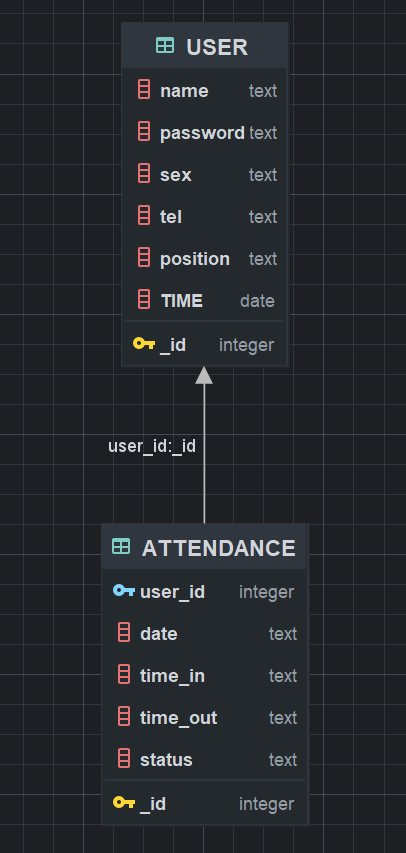 USER
name text
password text
sex text
tel text
position text
TIME date
_id integer
user_id:_id
ATTENDANCE
user_id integer
date text
time_in text
time_out text
status text
_id integer